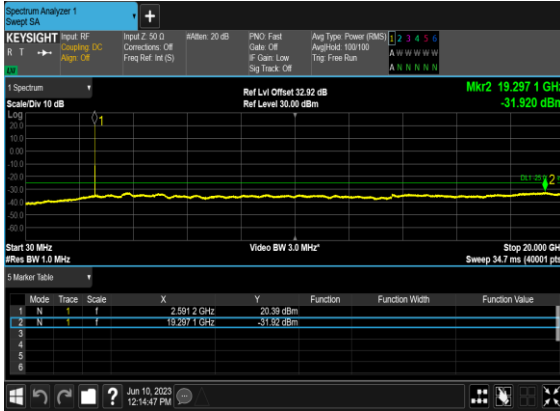 Spectrum Analyzer 1
Swept SA
+
KEYSIGHT Input: RF Input Z: 50 Ω #Atten: 20 dB PNO: Fast Avg Type: Power (RMS) 1 2 3 4 5 6
R T Coupling: DC Corrections: Off Gate: Off Avg|Hold: 100/100 A W W W W W
Align: Off Freq Ref: Int (S) IF Gain: Low Trig: Free Run
Sig Track: Off A N N N N N
1 Spectrum Ref Lvl Offset 32.92 dB Mkr2 19.297 1 GHz
Scale/Div 10 dB Ref Level 30.00 dBm -31.920 dBm
Log
1
20.0
10.0
0.00
-10.0
-20.0
DL1 -25.0
2
-30.0
-40.0
-50.0
-60.0
Start 30 MHz Video BW 3.0 MHz* Stop 20.000 GH
#Res BW 1.0 MHz Sweep 34.7 ms (40001 pts
5 Marker Table
Mode Trace Scale X Y Function Function Width Function Value
1 N 1 f 2.591 2 GHz 20.39 dBm
2 N 1 f 19.297 1 GHz -31.92 dBm
3
4
5
6
? Jun 10, 2023
12:14:47 PM